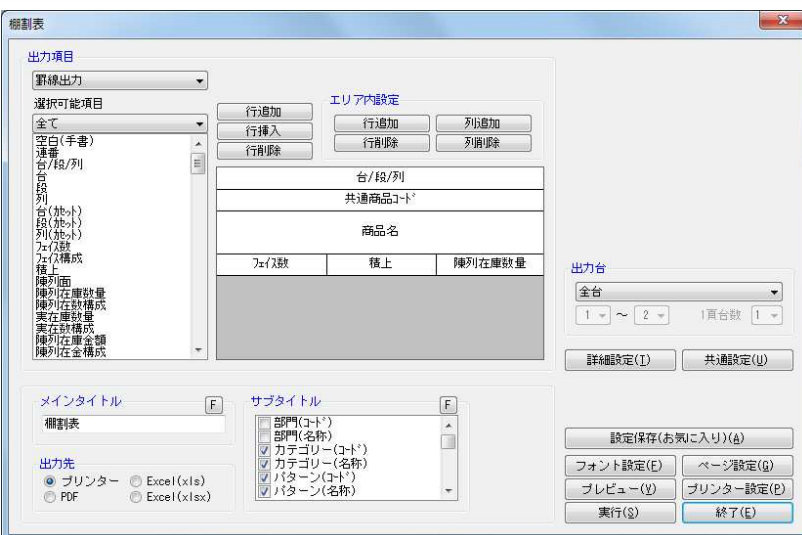 棚割表
出力項目
罫線出力
選択可能項目
全て
空白(手書)
連番
台/段/列
台
段
列
台(ｶｾｯﾄ)
段(ｶｾｯﾄ)
列(ｶｾｯﾄ)
ﾌｪｲｽ数
ﾌｪｲｽ構成
積上
陳列面
陳列在庫数量
陳列在数構成
実在庫数量
実在数構成
陳列在庫金額
陳列在金構成
行追加
行挿入
行削除
エリア内設定
行追加 列追加
行削除 列削除
台/段/列
共通商品ｺｰﾄﾞ
商品名
ﾌｪｲｽ数 積上 陳列在庫数量
出力台
全台
1 ～ 2 1頁台数 1
詳細設定(I) 共通設定(U)
メインタイトル F
棚割表
出力先
プリンター Excel(xls)
PDF Excel(xlsx)
サブタイトル F
部門(ｺｰﾄﾞ)
部門(名称)
カテゴリー(ｺｰﾄﾞ)
カテゴリー(名称)
パターン(ｺｰﾄﾞ)
パターン(名称)
設定保存(お気に入り)(A)
フォント設定(F) ページ設定(G)
プレビュー(V) プリンター設定(P)
実行(S) 終了(E)